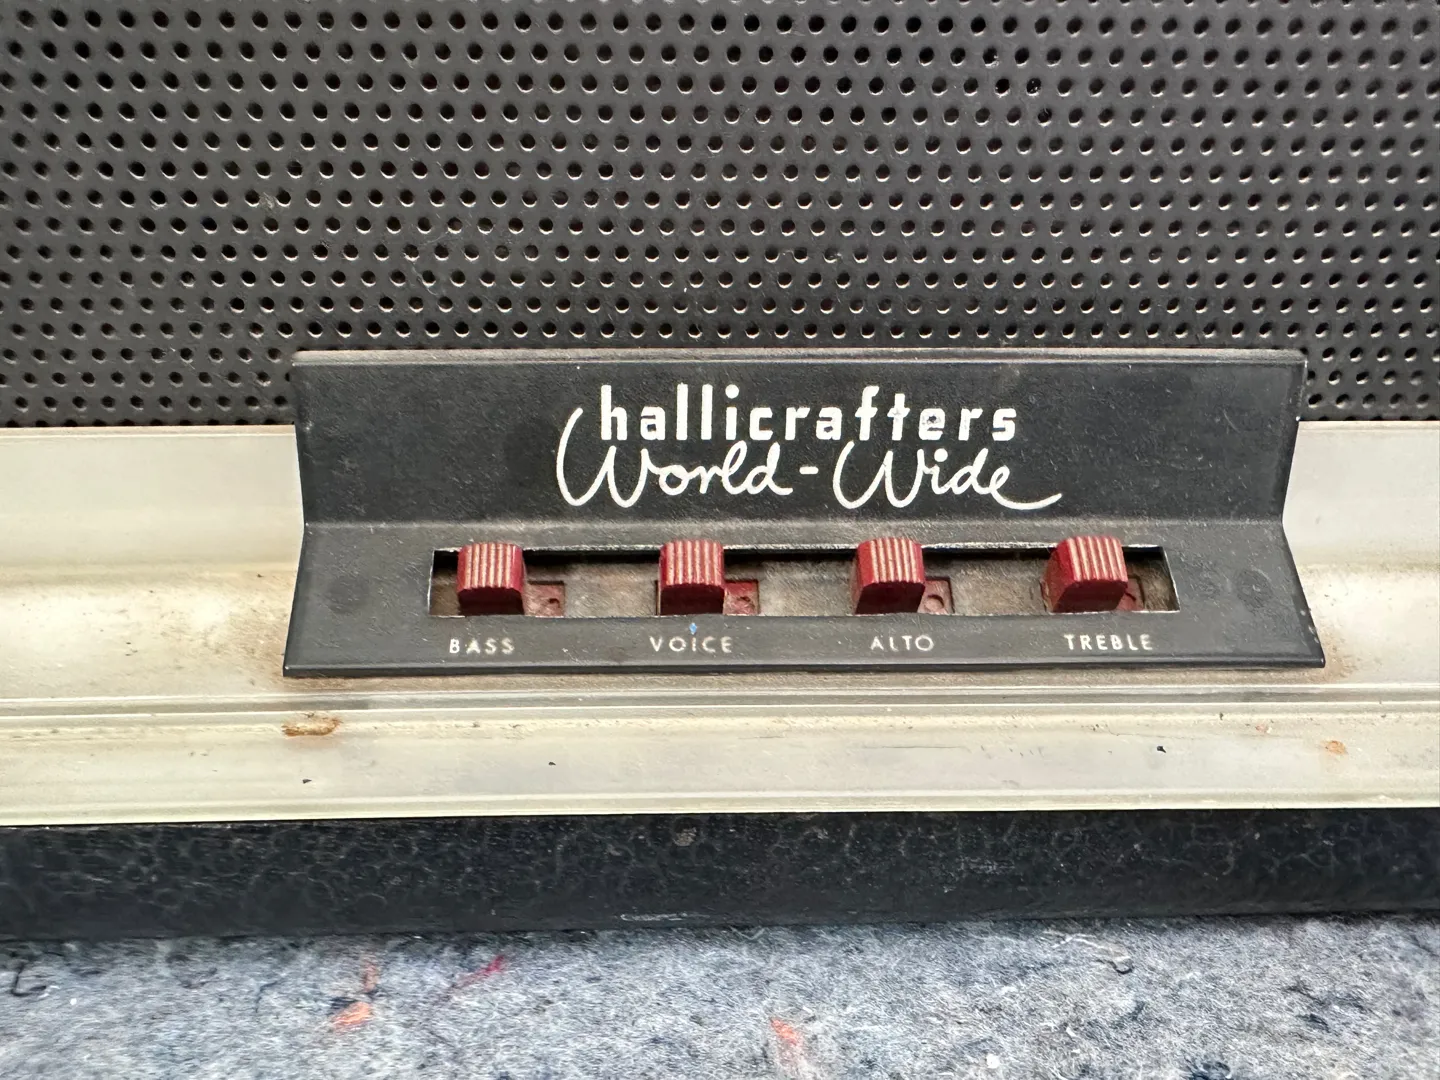 hallicrafters
World-Wide
BASS VOICE ALTO TREBLE